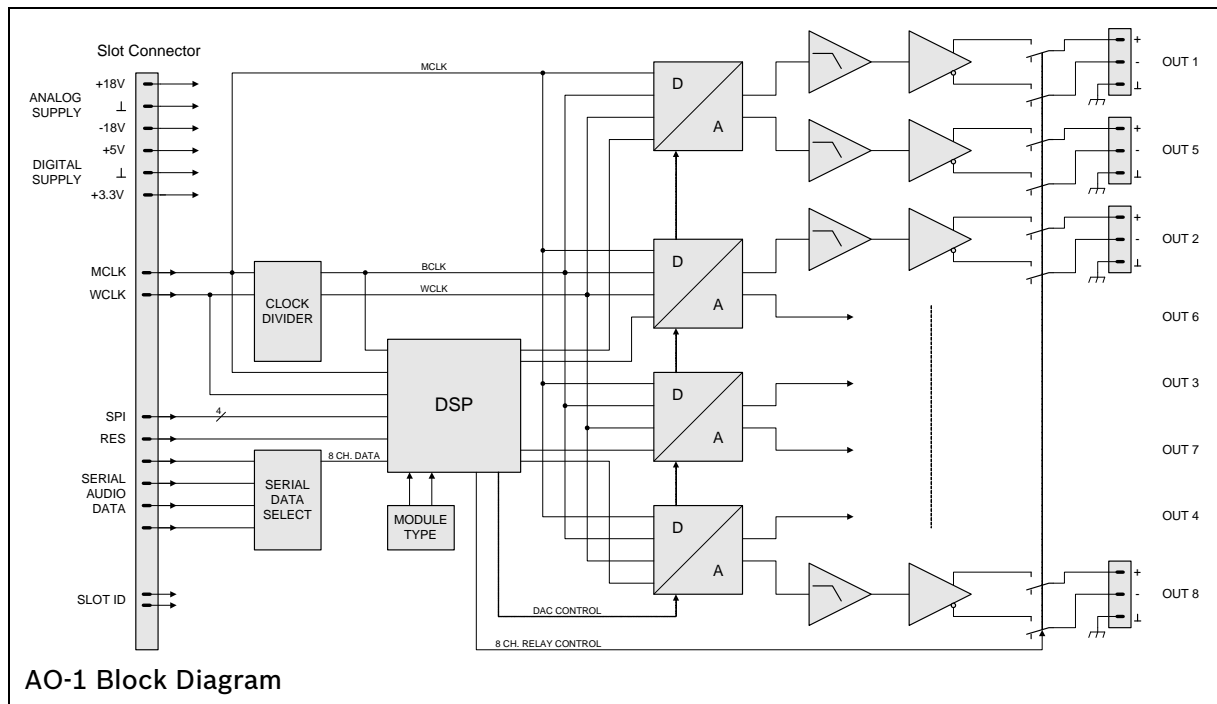 Slot Connector
+18V
ANALOG
SUPPLY
⊥
-18V
+5V
DIGITAL
SUPPLY
⊥
+3.3V
MCLK
WCLK
SPI
RES
SERIAL
AUDIO
DATA
SLOT ID
MCLK
BCLK
WCLK
CLOCK
DIVIDER
4
8 CH. DATA
SERIAL
DATA
SELECT
DSP
MODULE
TYPE
DAC CONTROL
8 CH. RELAY CONTROL
D
A
D
A
D
A
D
A
+
-
⊥
OUT 1
+
-
⊥
OUT 5
+
-
⊥
OUT 2
OUT 6
OUT 3
OUT 7
OUT 4
+
-
⊥
OUT 8
AO-1 Block Diagram